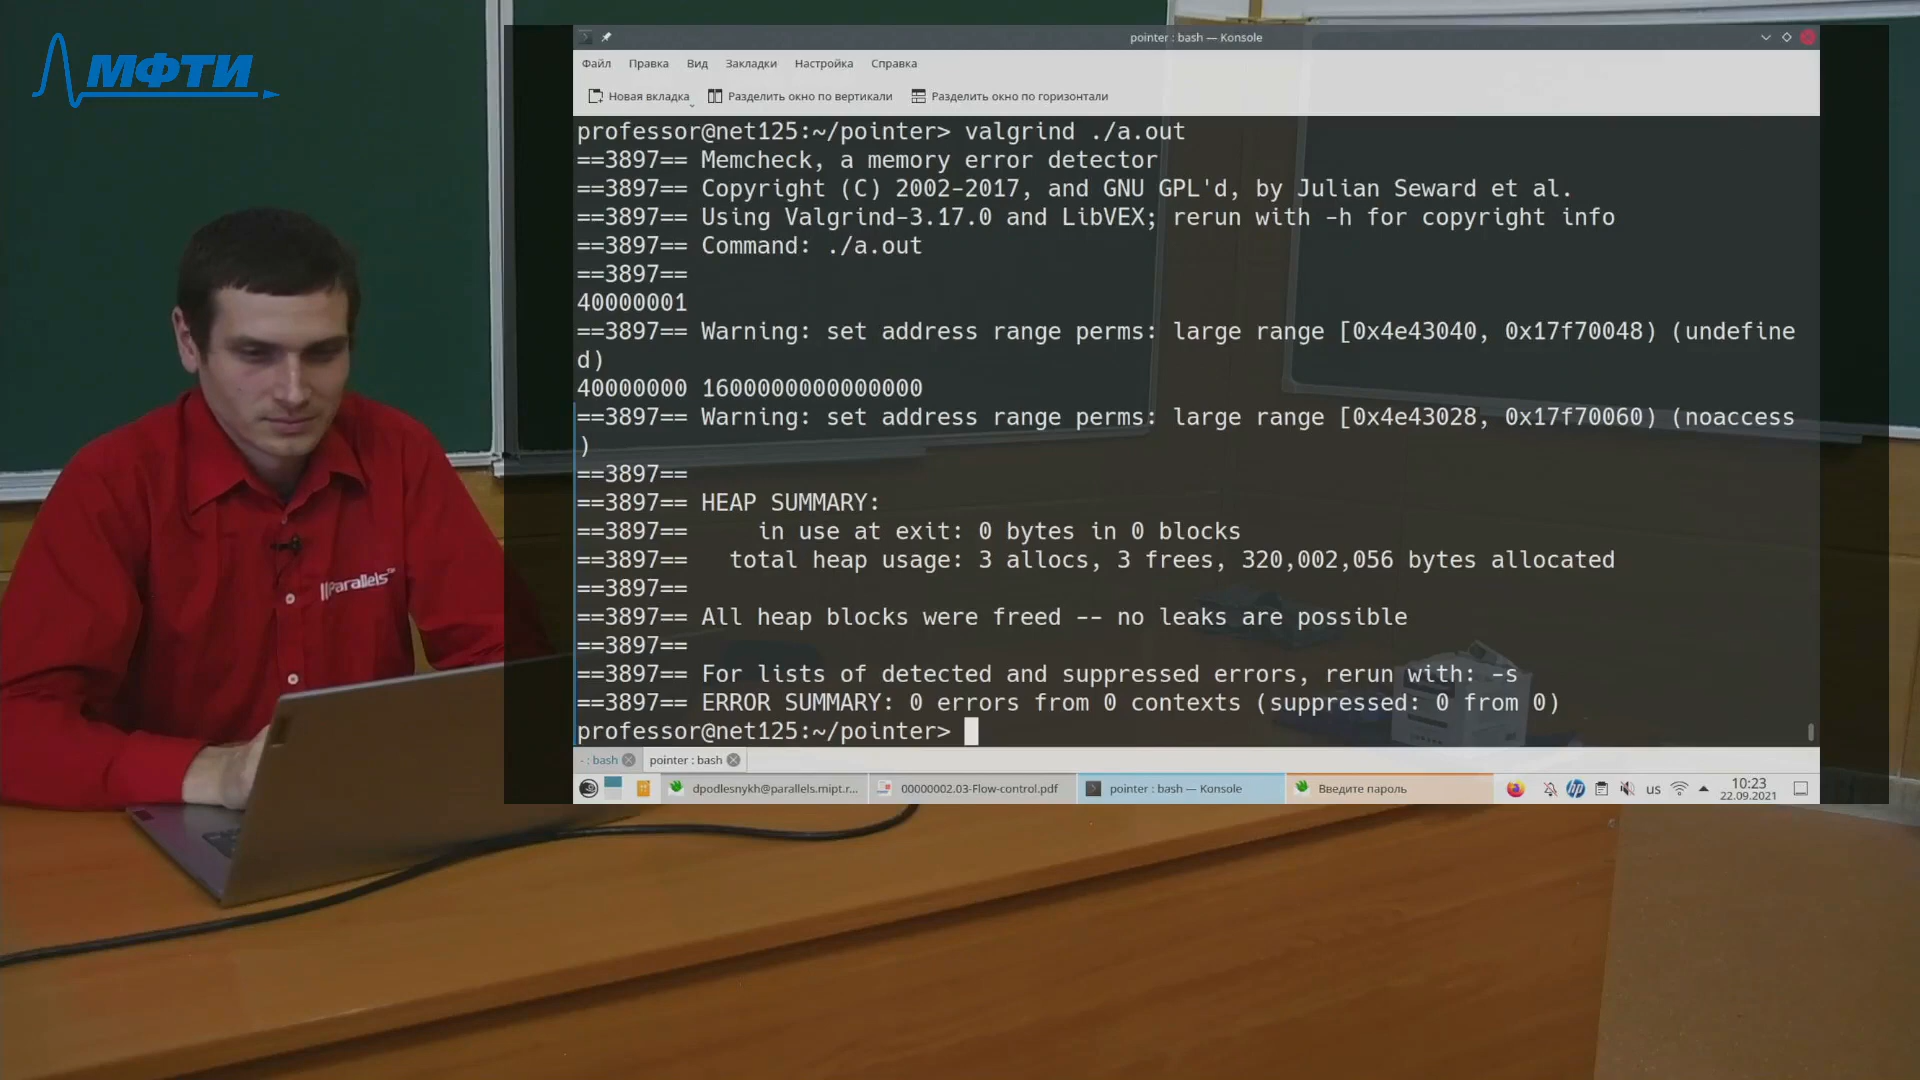 МФТИ
pointer : bash — Konsole
Файл Правка Вид Закладки Настройка Справка
Новая вкладка Разделить окно по вертикали Разделить окно по горизонтали
professor@net125:~/pointer> valgrind ./a.out
==3897== Memcheck, a memory error detector
==3897== Copyright (C) 2002-2017, and GNU GPL'd, by Julian Seward et al.
==3897== Using Valgrind-3.17.0 and LibVEX; rerun with -h for copyright info
==3897== Command: ./a.out
==3897==
40000001
==3897== Warning: set address range perms: large range [0x4e43040, 0x17f70048) (undefine
d)
40000000 1600000000000000
==3897== Warning: set address range perms: large range [0x4e43028, 0x17f70060) (noaccess
)
==3897==
==3897== HEAP SUMMARY:
==3897==     in use at exit: 0 bytes in 0 blocks
==3897==   total heap usage: 3 allocs, 3 frees, 320,002,056 bytes allocated
==3897==
==3897== All heap blocks were freed -- no leaks are possible
==3897==
==3897== For lists of detected and suppressed errors, rerun with: -s
==3897== ERROR SUMMARY: 0 errors from 0 contexts (suppressed: 0 from 0)
professor@net125:~/pointer>
- : bash pointer : bash
dpodlesnykh@parallels.mipt.r... 00000002.03-Flow-control.pdf pointer : bash — Konsole Введите пароль us 10:23
22.09.2021
||Parallels™